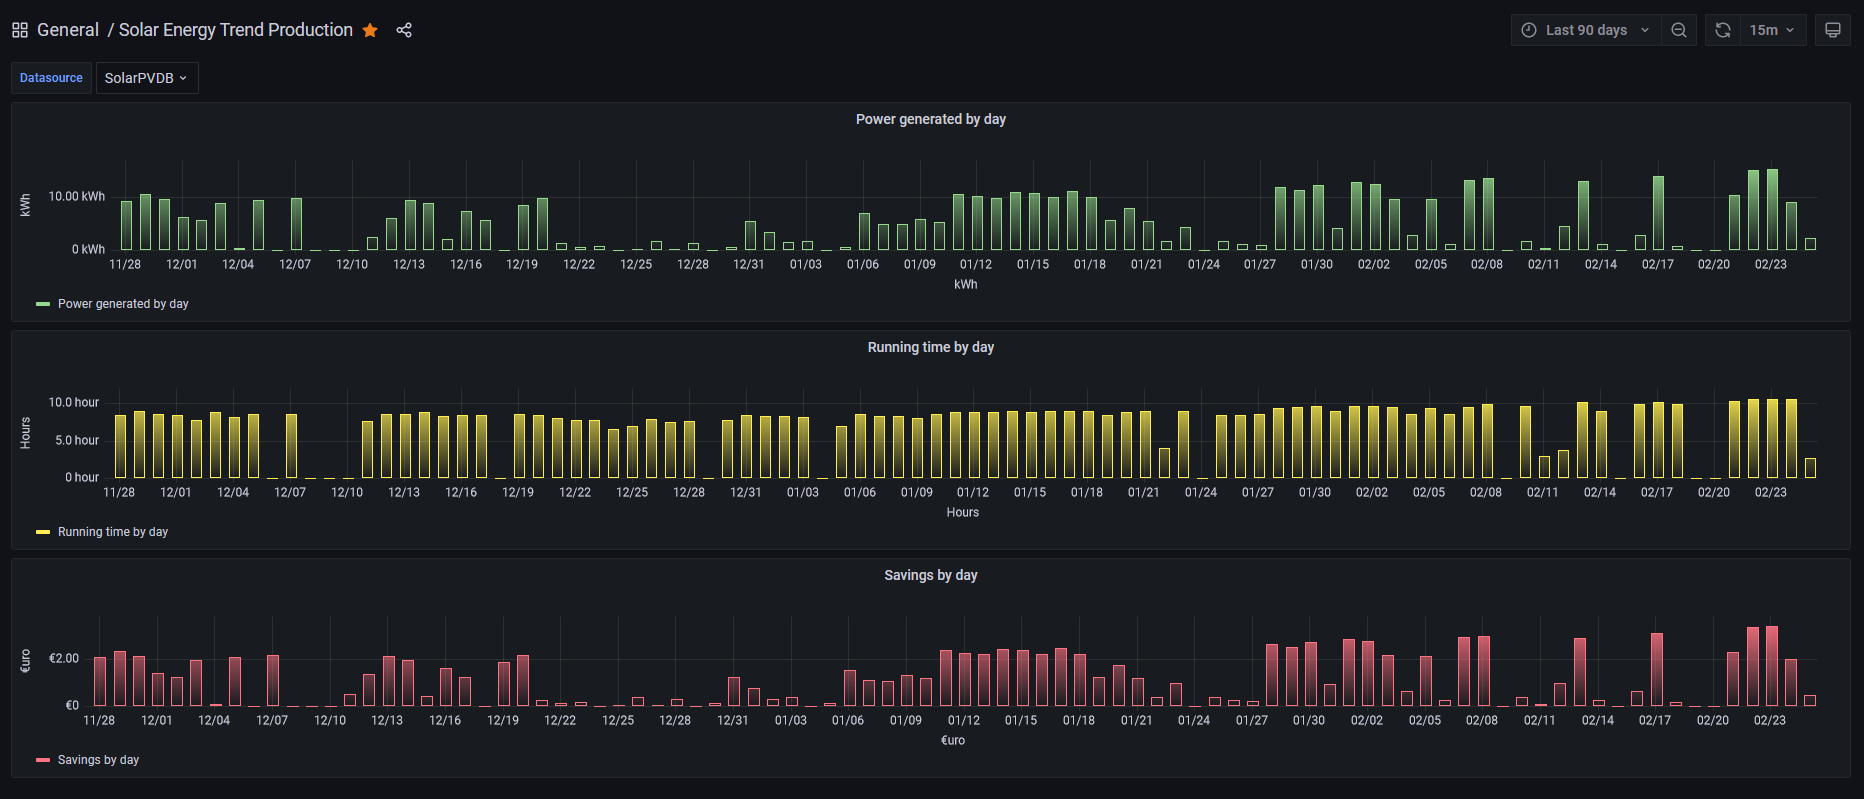 General / Solar Energy Trend Production
Last 90 days
15m
Datasource SolarPVDB
Power generated by day
kWh
10.00 kWh
0 kWh
11/28 12/01 12/04 12/07 12/10 12/13 12/16 12/19 12/22 12/25 12/28 12/31 01/03 01/06 01/09 01/12 01/15 01/18 01/21 01/24 01/27 01/30 02/02 02/05 02/08 02/11 02/14 02/17 02/20 02/23
kWh
Power generated by day
Running time by day
Hours
10.0 hour
5.0 hour
0 hour
11/28 12/01 12/04 12/07 12/10 12/13 12/16 12/19 12/22 12/25 12/28 12/31 01/03 01/06 01/09 01/12 01/15 01/18 01/21 01/24 01/27 01/30 02/02 02/05 02/08 02/11 02/14 02/17 02/20 02/23
Hours
Running time by day
Savings by day
€uro
€2.00
€0
11/28 12/01 12/04 12/07 12/10 12/13 12/16 12/19 12/22 12/25 12/28 12/31 01/03 01/06 01/09 01/12 01/15 01/18 01/21 01/24 01/27 01/30 02/02 02/05 02/08 02/11 02/14 02/17 02/20 02/23
€uro
Savings by day